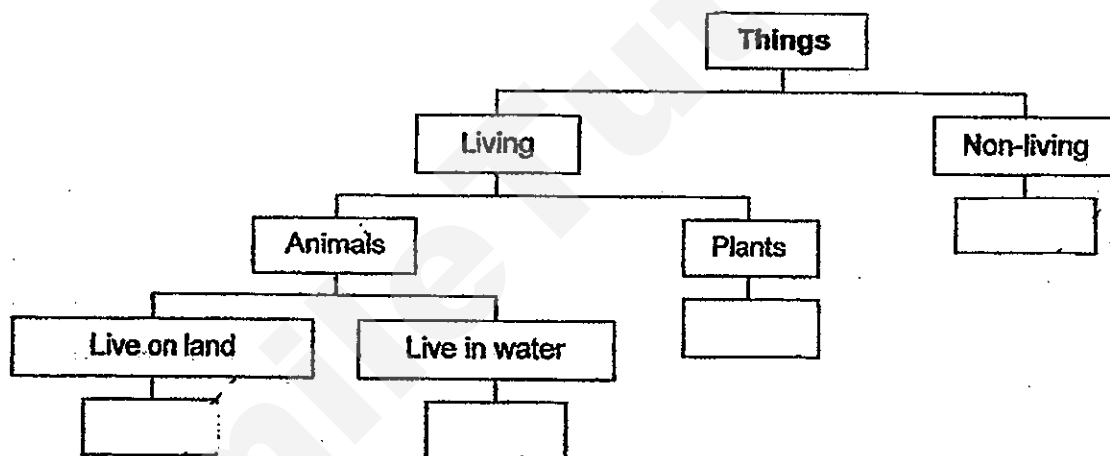 Things
Living
Non-living
Animals
Plants
Live on land
Live in water